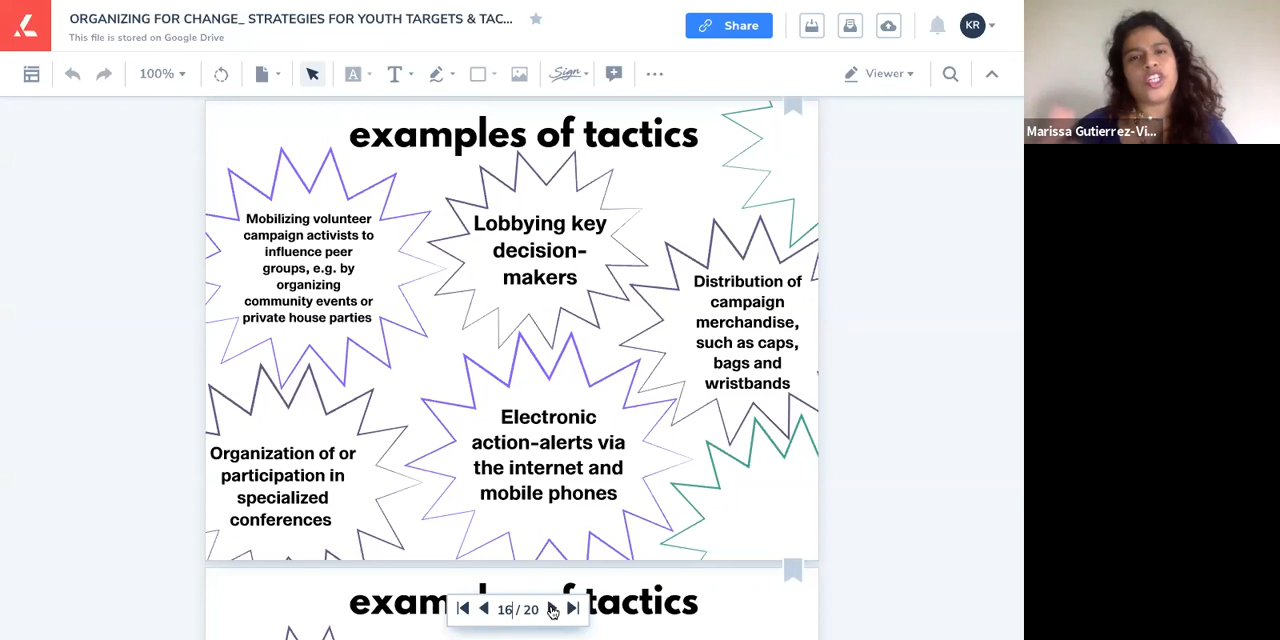 ORGANIZING FOR CHANGE_ STRATEGIES FOR YOUTH TARGETS & TAC...
This file is stored on Google Drive
Share
KR
100%
A
T
Sign
Viewer
Marissa Gutierrez-Vi...
examples of tactics
Mobilizing volunteer
campaign activists to
influence peer
groups, e.g. by
organizing
community events or
private house parties
Lobbying key
decision-
makers
Distribution of
campaign
merchandise,
such as caps,
bags and
wristbands
Organization of or
participation in
specialized
conferences
Electronic
action-alerts via
the internet and
mobile phones
examples of tactics
16 / 20